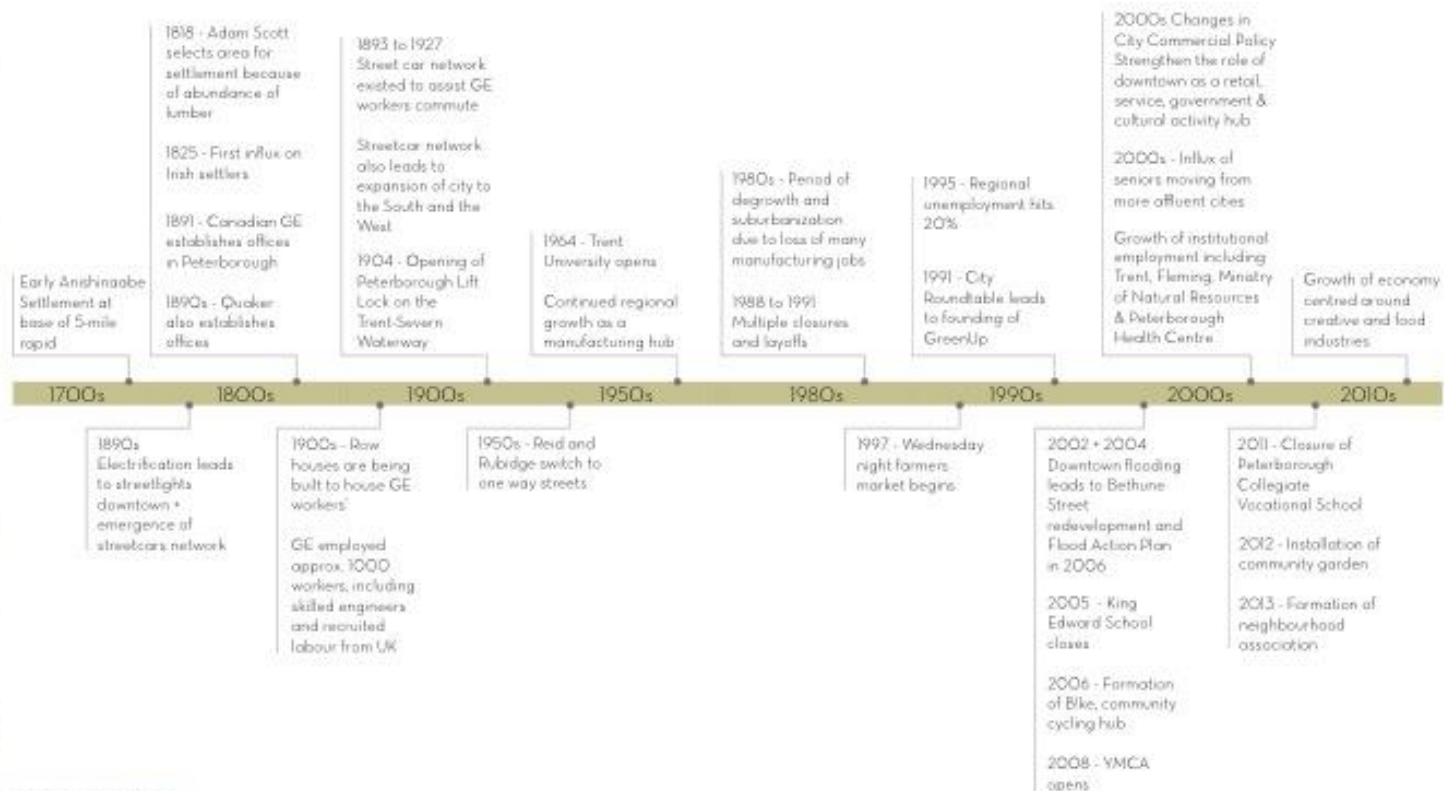 Early Anishinaabe
Settlement at
base of 5-mile
rapid
1818 - Adam Scott
selects area for
settlement because
of abundance of
lumber
1825 - First influx on
Irish settlers
1891 - Canadian GE
establishes offices
in Peterborough
1890s - Quaker
also establishes
offices
1893 to 1927
Street car network
existed to assist GE
workers commute
Streetcar network
also leads to
expansion of city to
the South and the
West
1904 - Opening of
Peterborough Lift
Lock on the
Trent-Severn
Waterway
1964 - Trent
University opens
Continued regional
growth as a
manufacturing hub
1980s - Period of
degrowth and
suburbanization
due to loss of many
manufacturing jobs
1988 to 1991
Multiple closures
and layoffs
1995 - Regional
unemployment hits
20%
1991 - City
Roundtable leads
to founding of
GreenUp
2000s Changes in
City Commercial Policy
Strengthen the role of
downtown as a retail,
service, government &
cultural activity hub
2000s - Influx of
seniors moving from
more affluent cities
Growth of institutional
employment including
Trent, Fleming, Ministry
of Natural Resources
& Peterborough
Health Centre
Growth of economy
centred around
creative and food
industries
1700s 1800s 1900s 1950s 1980s 1990s 2000s 2010s
1890s
Electrification leads
to streetlights
downtown +
emergence of
streetcars network
1900s - Row
houses are being
built to house GE
workers'
GE employed
approx. 1000
workers, including
skilled engineers
and recruited
labour from UK
1950s - Reid and
Rubidge switch to
one way streets
1997 - Wednesday
night farmers
market begins
2002 + 2004
Downtown flooding
leads to Bethune
Street
redevelopment and
Flood Action Plan
in 2006
2005 - King
Edward School
closes
2006 - Formation
of B!ke, community
cycling hub
2008 - YMCA
opens
2011 - Closure of
Peterborough
Collegiate
Vocational School
2012 - Installation of
community garden
2013 - Formation of
neighbourhood
association